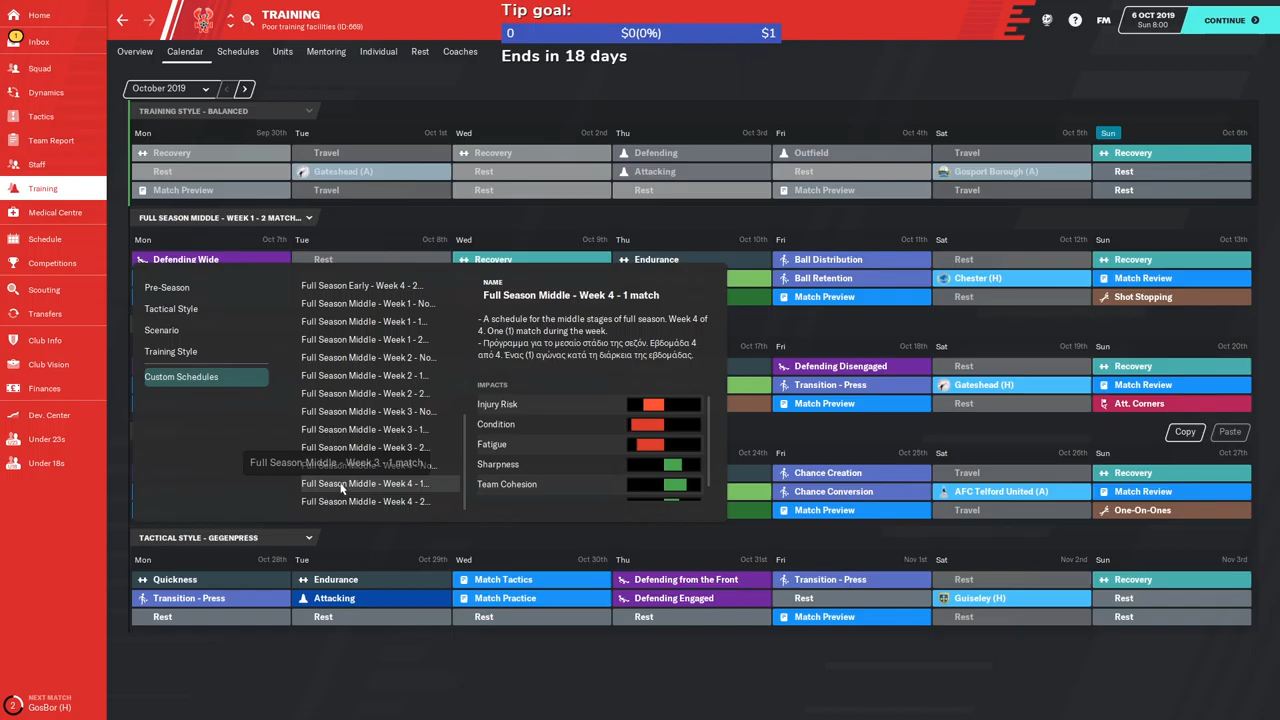 Home
Inbox
1
Squad
Dynamics
Tactics
Team Report
Staff
Training
Medical Centre
Schedule
Competitions
Scouting
Transfers
Club Info
Club Vision
Finances
Dev. Center
Under 23s
Under 18s
2
NEXT MATCH
GosBor (H)
TRAINING
Poor training facilities (ID:669)
Tip goal:
0 $0(0%) $1
Ends in 18 days
FM
6 OCT 2019
Sun 8:00
CONTINUE
Overview Calendar Schedules Units Mentoring Individual Rest Coaches
October 2019
TRAINING STYLE - BALANCED
Mon Sep 30th Tue Oct 1st Wed Oct 2nd Thu Oct 3rd Fri Oct 4th Sat Oct 5th Sun Oct 6th
Recovery Travel Recovery Defending Outfield Travel Recovery
Rest Gateshead (A) Rest Attacking Rest Gosport Borough (A) Rest
Match Preview Travel Rest Rest Match Preview Travel Rest
FULL SEASON MIDDLE - WEEK 1 - 2 MATCH...
Mon Oct 7th Tue Oct 8th Wed Oct 9th Thu Oct 10th Fri Oct 11th Sat Oct 12th Sun Oct 13th
Defending Wide Rest Recovery Endurance Ball Distribution Rest Recovery
Ball Retention Chester (H) Match Review
Match Preview Rest Shot Stopping
Oct 17th Fri Oct 18th Sat Oct 19th Sun Oct 20th
Defending Disengaged Rest Recovery
Transition - Press Gateshead (H) Match Review
Match Preview Rest Att. Corners
Copy Paste
Oct 24th Fri Oct 25th Sat Oct 26th Sun Oct 27th
Chance Creation Travel Recovery
Chance Conversion AFC Telford United (A) Match Review
Match Preview Travel One-On-Ones
Pre-Season
Tactical Style
Scenario
Training Style
Custom Schedules
Full Season Early - Week 4 - 2...
Full Season Middle - Week 1 - No...
Full Season Middle - Week 1 - 1...
Full Season Middle - Week 1 - 2...
Full Season Middle - Week 2 - No...
Full Season Middle - Week 2 - 1...
Full Season Middle - Week 2 - 2...
Full Season Middle - Week 3 - No...
Full Season Middle - Week 3 - 1...
Full Season Middle - Week 3 - 2...
Full Season Middle - Week 3 - 1 match
Full Season Middle - Week 4 - 1...
Full Season Middle - Week 4 - 2...
NAME
Full Season Middle - Week 4 - 1 match
- A schedule for the middle stages of full season. Week 4 of
4. One (1) match during the week.
- Πρόγραμμα για το μεσαίο στάδιο της σεζόν. Εβδομάδα 4
από 4. Ένας (1) αγώνας κατά τη διάρκεια της εβδομάδας.
IMPACTS
Injury Risk
Condition
Fatigue
Sharpness
Team Cohesion
TACTICAL STYLE - GEGENPRESS
Mon Oct 28th Tue Oct 29th Wed Oct 30th Thu Oct 31st Fri Nov 1st Sat Nov 2nd Sun Nov 3rd
Quickness Endurance Match Tactics Defending from the Front Transition - Press Rest Recovery
Transition - Press Attacking Match Practice Defending Engaged Rest Guiseley (H) Rest
Rest Rest Rest Rest Match Preview Rest Rest